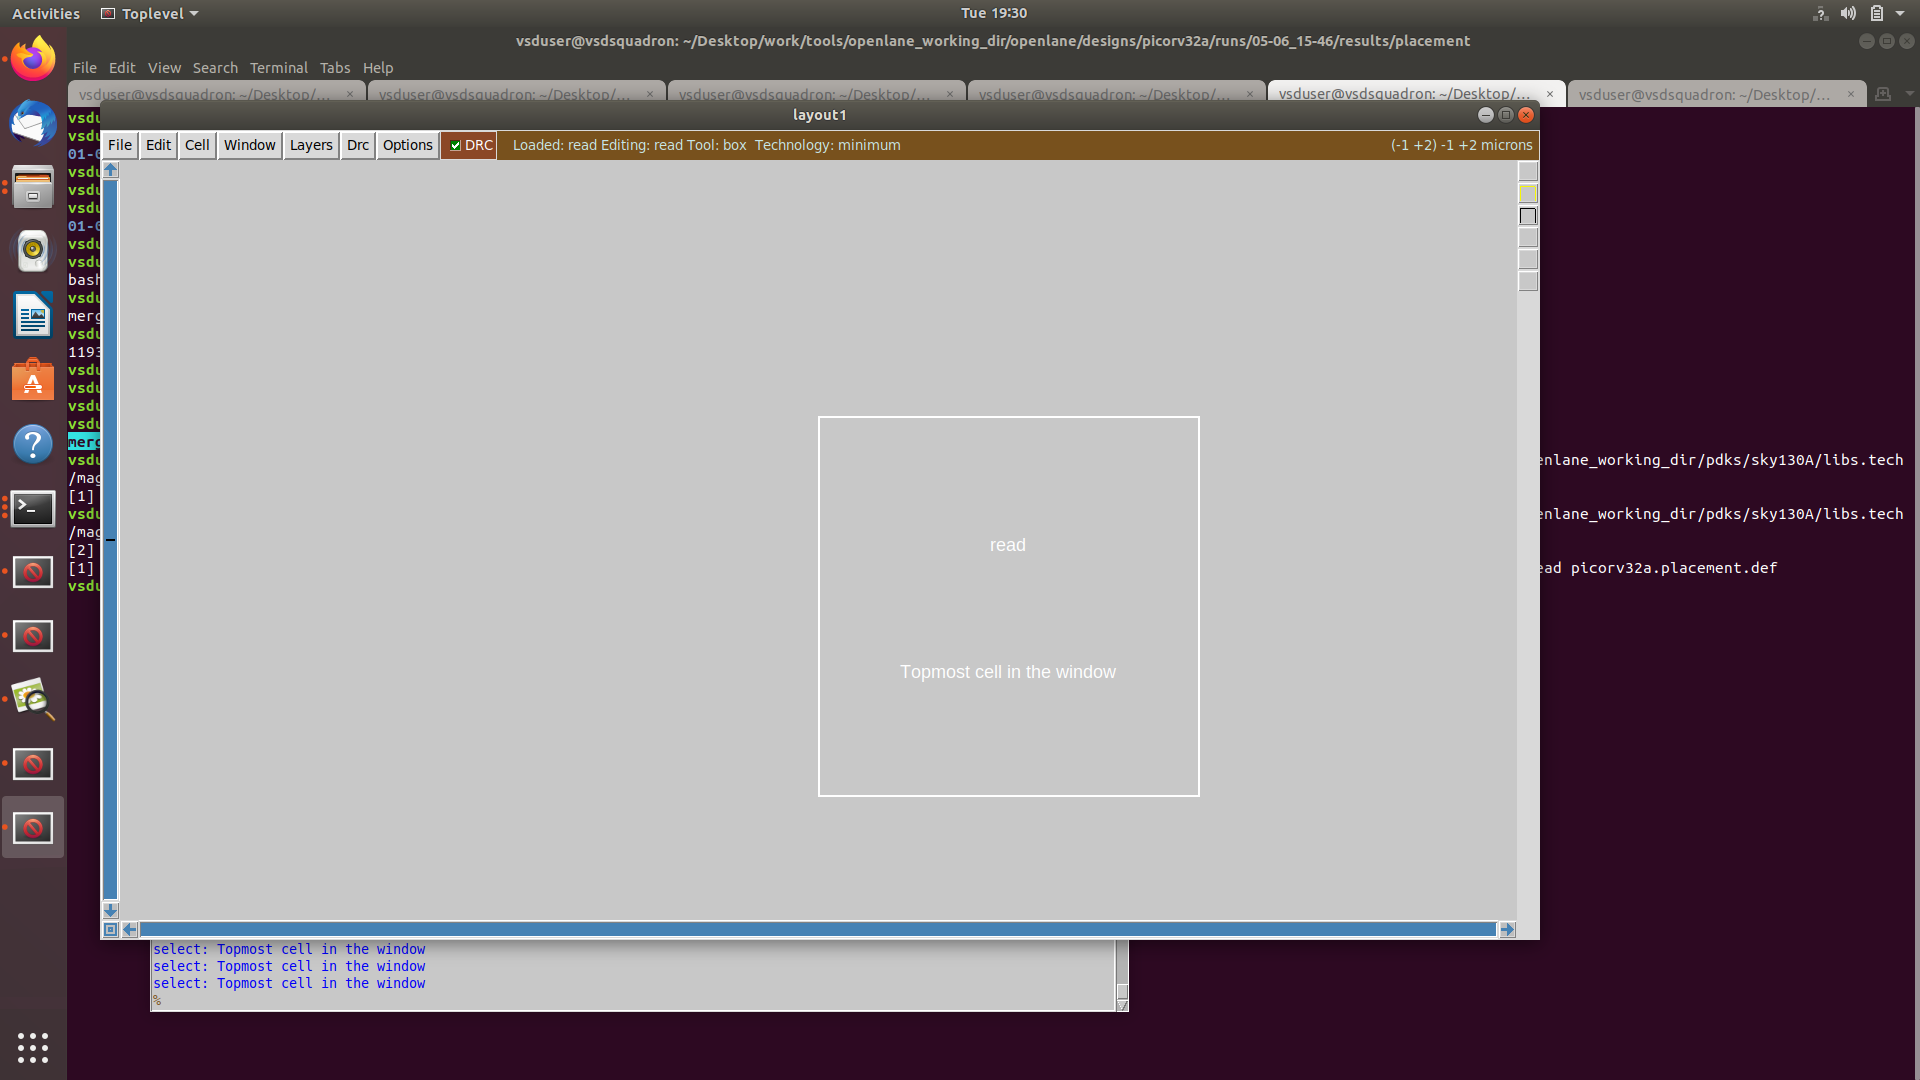 Activities
Toplevel
Tue 19:30
vsduser@vsdsquadron: ~/Desktop/work/tools/openlane_working_dir/openlane/designs/picorv32a/runs/05-06_15-46/results/placement
File Edit View Search Terminal Tabs Help
vsduser@vsdsquadron: ~/Desktop/...
vsduser@vsdsquadron: ~/Desktop/...
vsduser@vsdsquadron: ~/Desktop/...
vsduser@vsdsquadron: ~/Desktop/...
vsduser@vsdsquadron: ~/Desktop/...
vsduser@vsdsquadron: ~/Desktop/...
layout1
File Edit Cell Window Layers Drc Options DRC Loaded: read Editing: read Tool: box Technology: minimum (-1 +2) -1 +2 microns
vsdu
vsdu
01-0
vsdu
vsdu
vsdu
01-0
vsdu
vsdu
bash
vsdu
merg
vsdu
1193
vsdu
vsdu
vsdu
vsdu
merg
vsdu enlane_working_dir/pdks/sky130A/libs.tech
/mag
[1]
vsdu enlane_working_dir/pdks/sky130A/libs.tech
/mag
[2]
[1] ead picorv32a.placement.def
vsdu
read
Topmost cell in the window
select: Topmost cell in the window
select: Topmost cell in the window
select: Topmost cell in the window
%